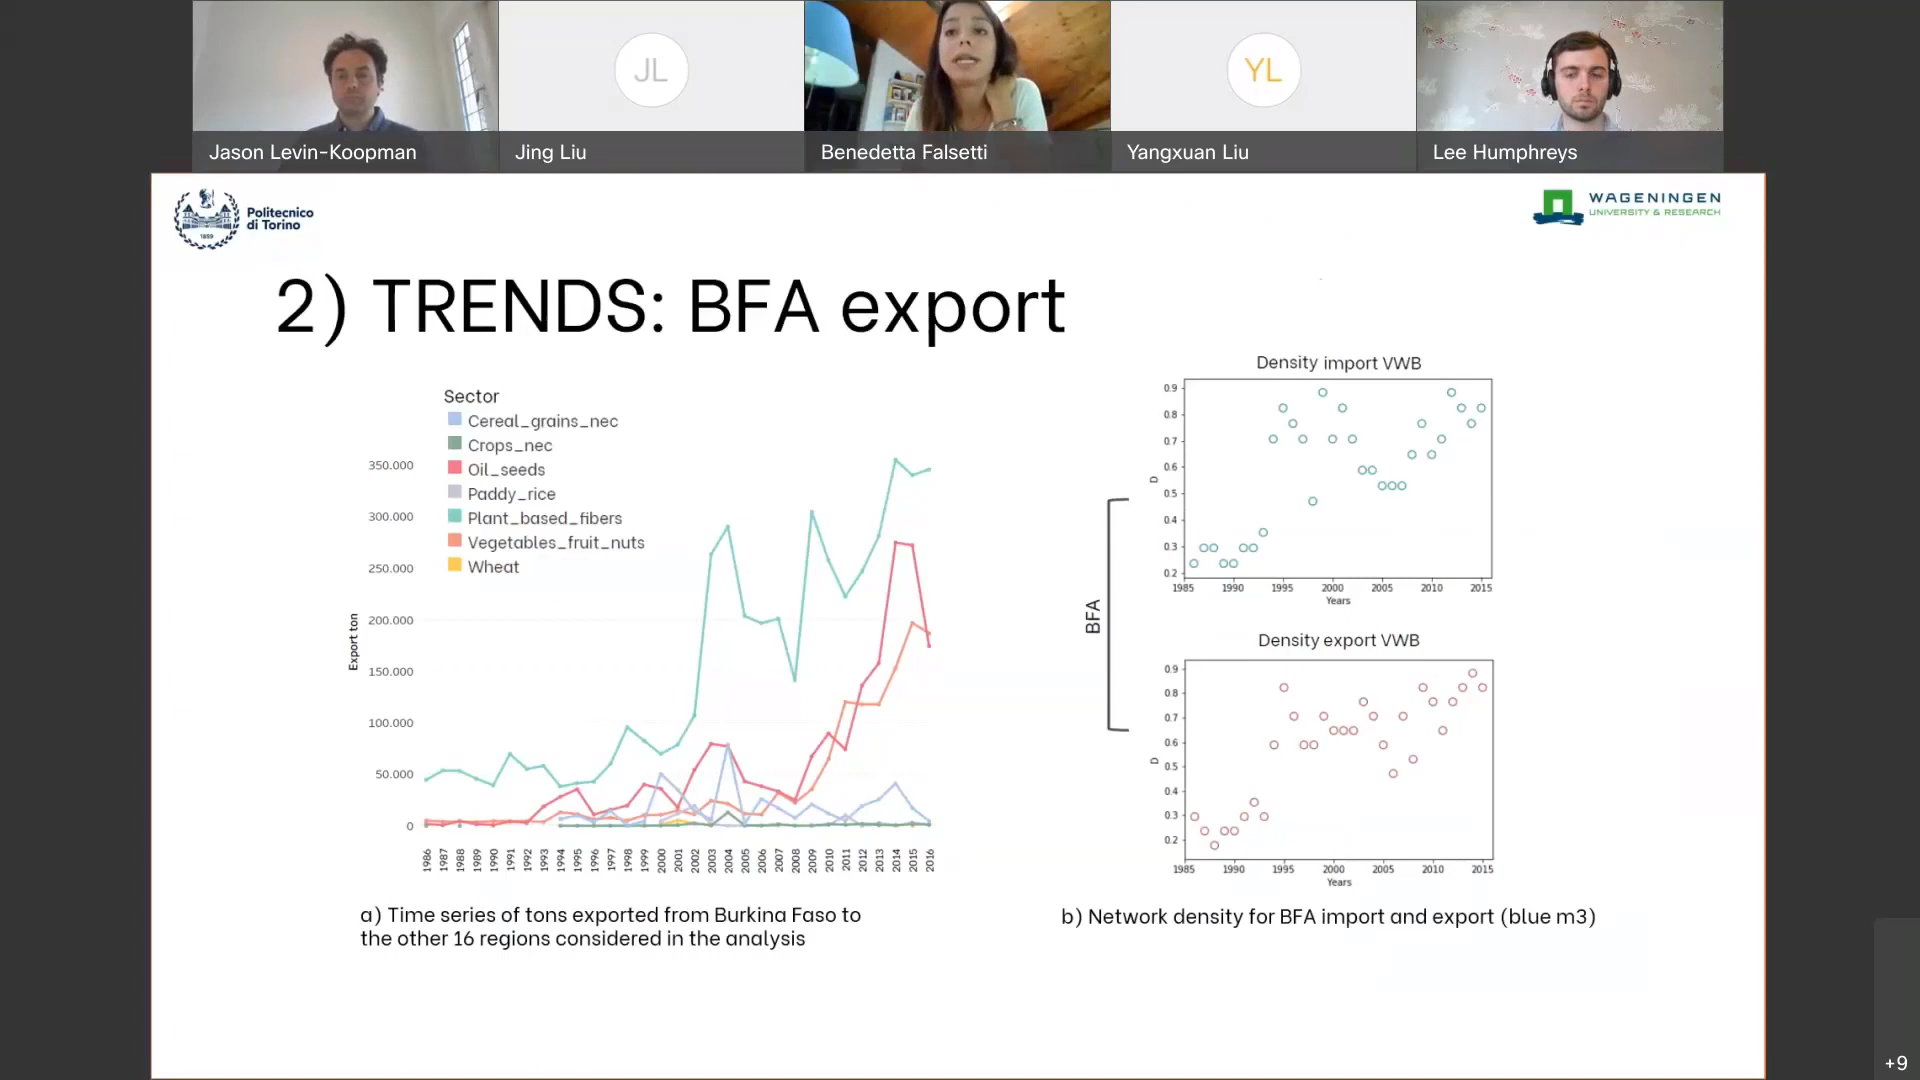 JL
YL
Jason Levin-Koopman
Jing Liu
Benedetta Falsetti
Yangxuan Liu
Lee Humphreys
Politecnico
di Torino
1859
WAGENINGEN
UNIVERSITY & RESEARCH
2) TRENDS: BFA export
Sector
Cereal_grains_nec
Crops_nec
Oil_seeds
Paddy_rice
Plant_based_fibers
Vegetables_fruit_nuts
Wheat
Export ton
350.000
300.000
250.000
200.000
150.000
100.000
50.000
0
1986 1987 1988 1989 1990 1991 1992 1993 1994 1995 1996 1997 1998 1999 2000 2001 2002 2003 2004 2005 2006 2007 2008 2009 2010 2011 2012 2013 2014 2015 2016
a) Time series of tons exported from Burkina Faso to
the other 16 regions considered in the analysis
BFA
Density import VWB
D
0.9
0.8
0.7
0.6
0.5
0.4
0.3
0.2
1985 1990 1995 2000 2005 2010 2015
Years
Density export VWB
D
0.9
0.8
0.7
0.6
0.5
0.4
0.3
0.2
1985 1990 1995 2000 2005 2010 2015
Years
b) Network density for BFA import and export (blue m3)
+9